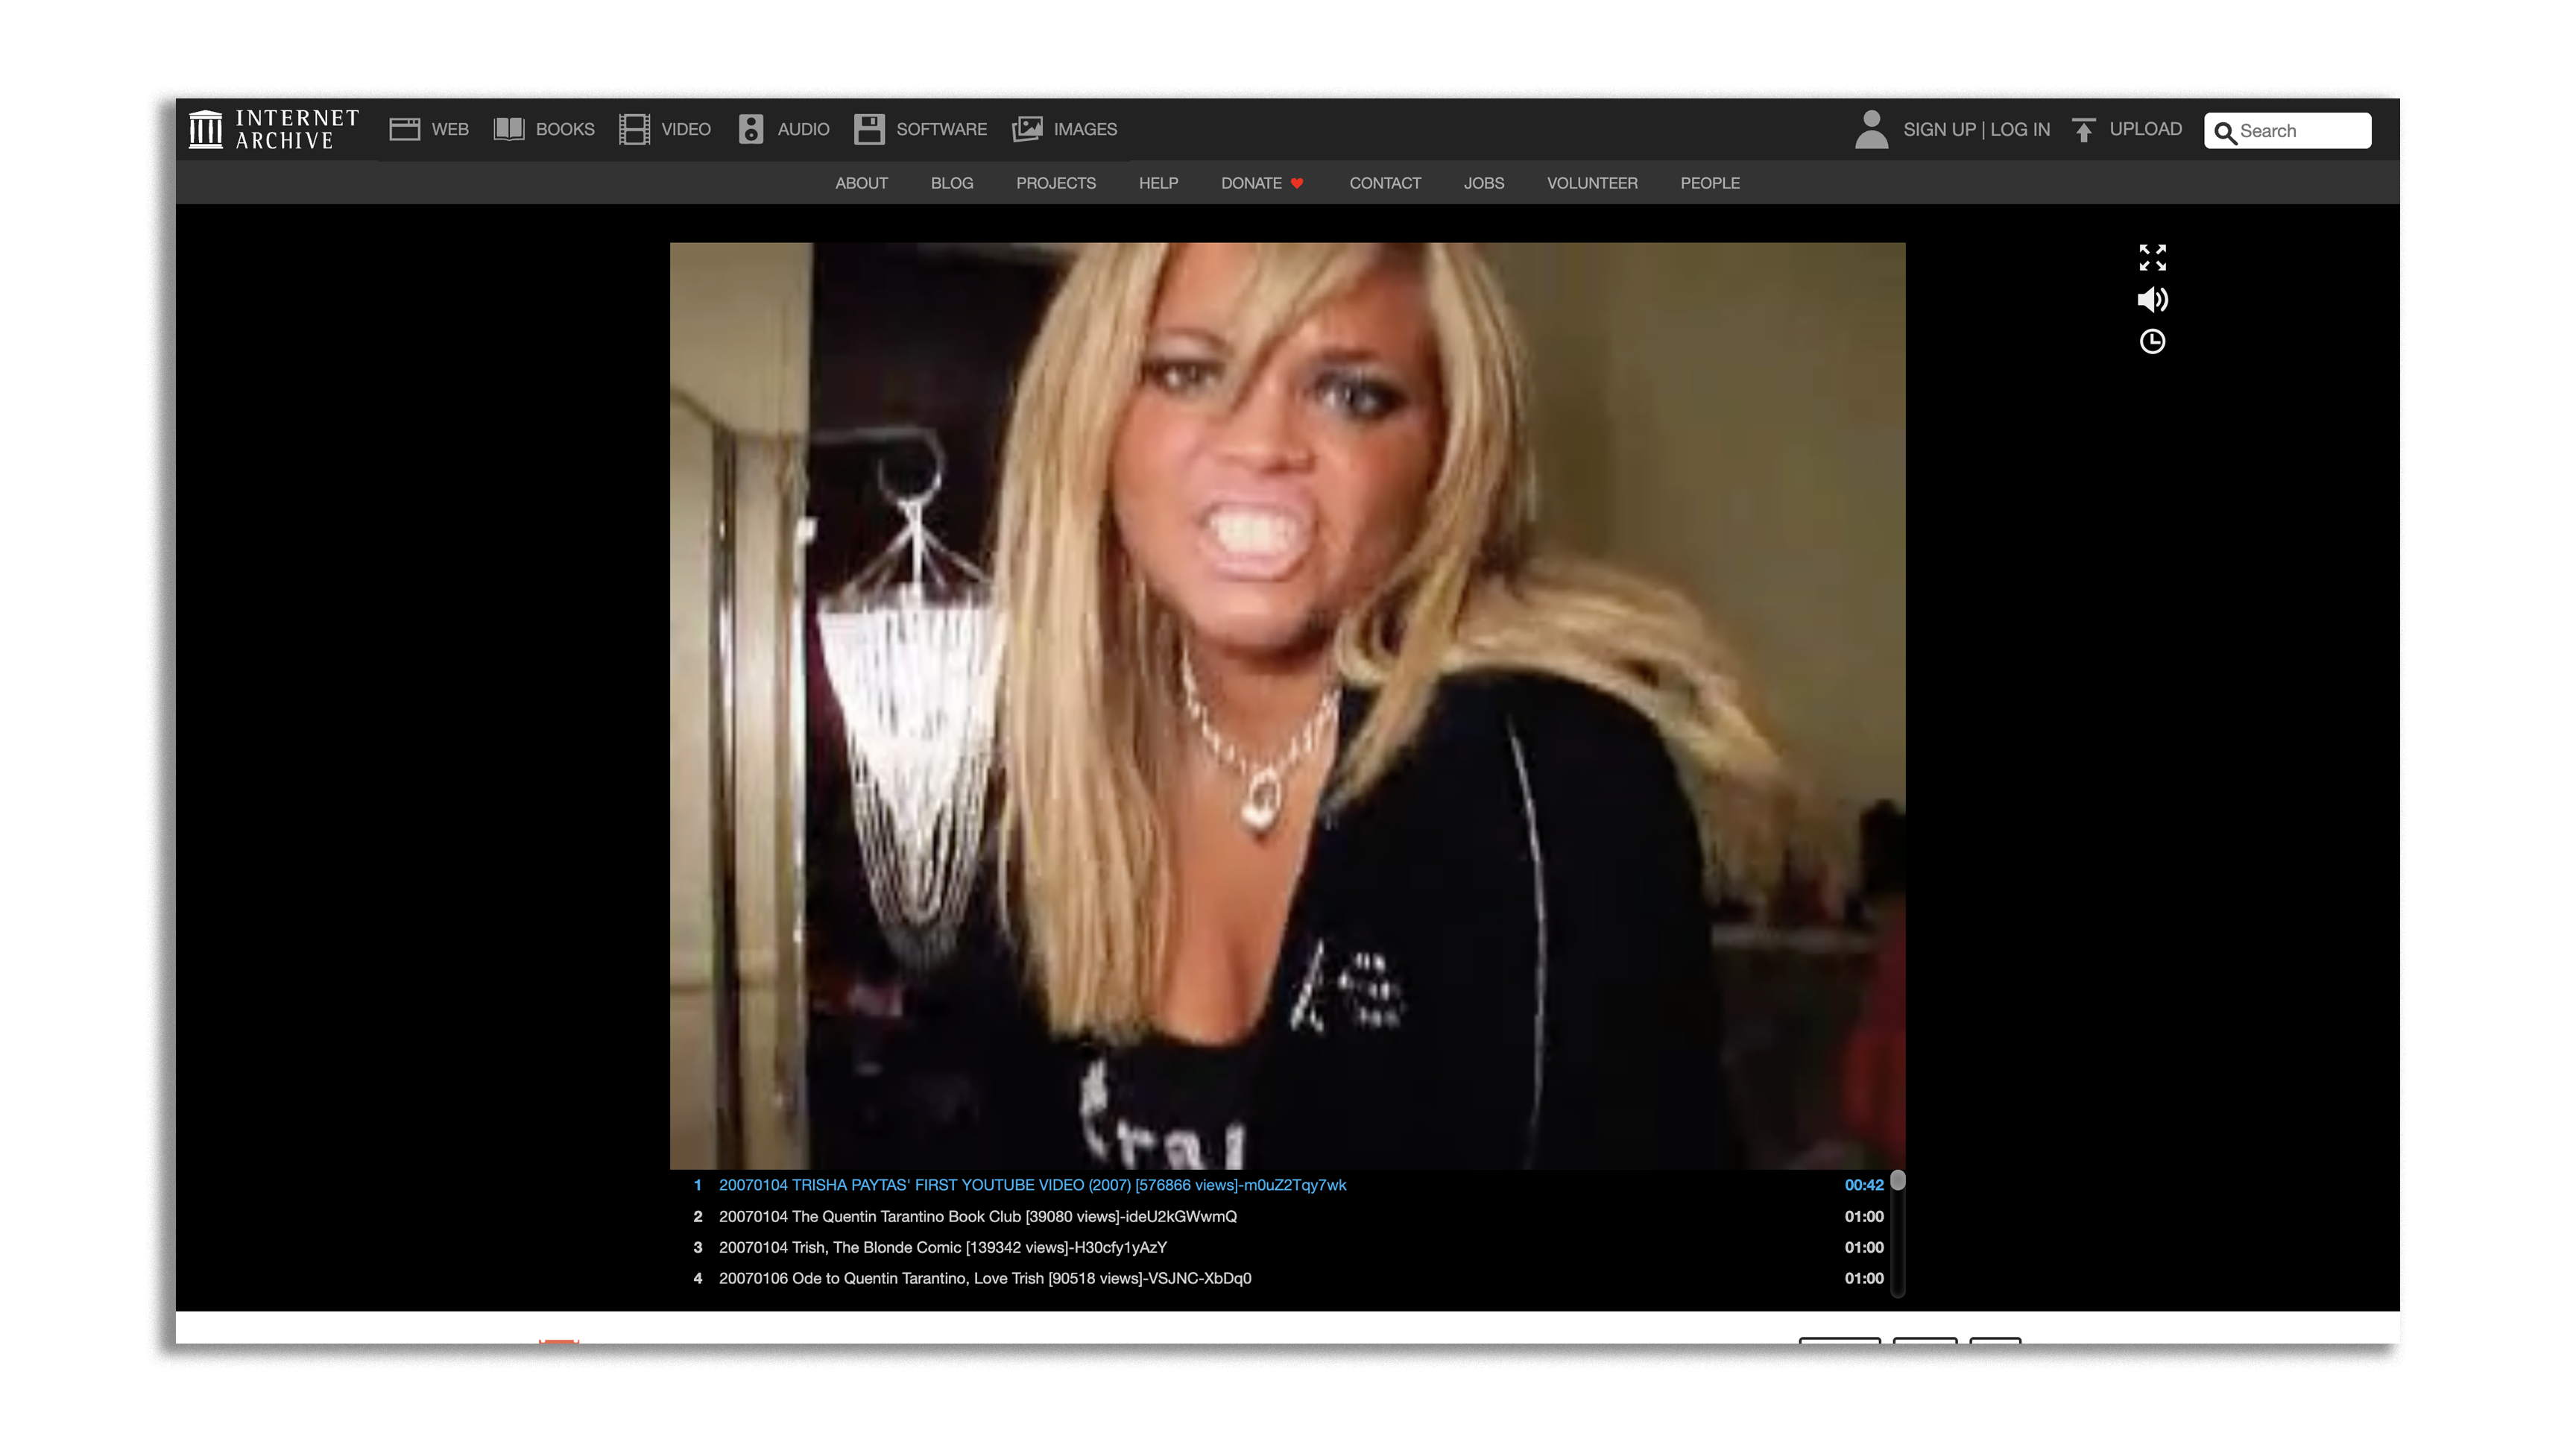 INTERNET
ARCHIVE
WEB
BOOKS
VIDEO
AUDIO
SOFTWARE
IMAGES
SIGN UP | LOG IN
UPLOAD
Search
ABOUT
BLOG
PROJECTS
HELP
DONATE
CONTACT
JOBS
VOLUNTEER
PEOPLE
1 20070104 TRISHA PAYTAS' FIRST YOUTUBE VIDEO (2007) [576866 views]-m0uZ2Tqy7wk 00:42
2 20070104 The Quentin Tarantino Book Club [39080 views]-ideU2kGWwmQ 01:00
3 20070104 Trish, The Blonde Comic [139342 views]-H30cfy1yAzY 01:00
4 20070106 Ode to Quentin Tarantino, Love Trish [90518 views]-VSJNC-XbDq0 01:00